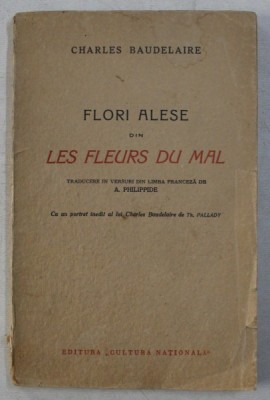 CHARLES BAUDELAIRE
FLORI ALESE
DIN
LES FLEURS DU MAL
TRADUCERE IN VERSURI DIN LIMBA FRANCEZĂ DE
A. PHILIPPIDE
Cu un portret inedit al lui Charles Baudelaire de TH. PALLADY
EDITURA „CULTURA NAȚIONALĂ"